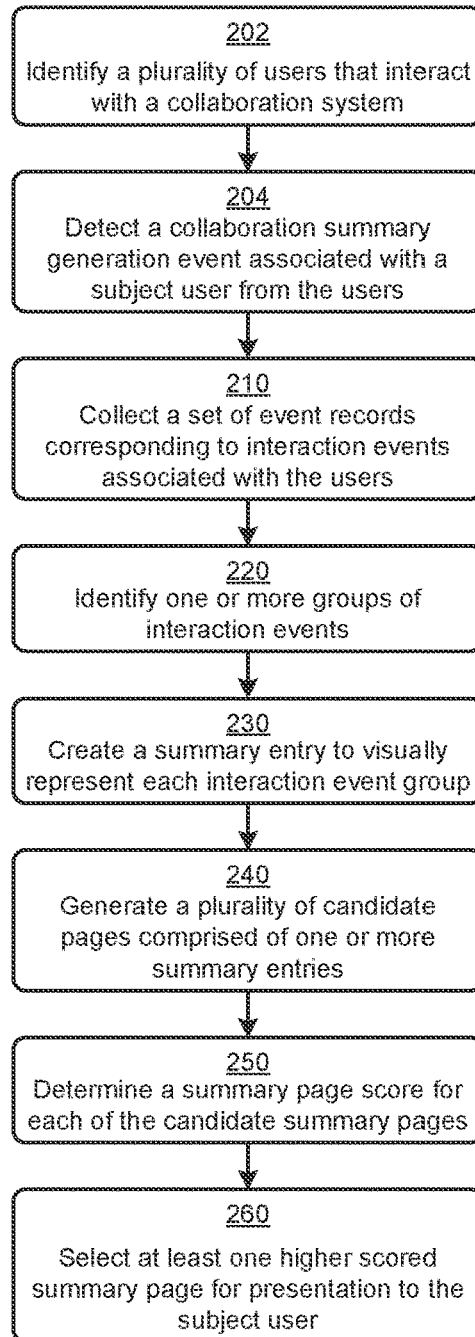 202
Identify a plurality of users that interact
with a collaboration system
204
Detect a collaboration summary
generation event associated with a
subject user from the users
210
Collect a set of event records
corresponding to interaction events
associated with the users
220
Identify one or more groups of
interaction events
230
Create a summary entry to visually
represent each interaction event group
240
Generate a plurality of candidate
pages comprised of one or more
summary entries
250
Determine a summary page score for
each of the candidate summary pages
260
Select at least one higher scored
summary page for presentation to the
subject user